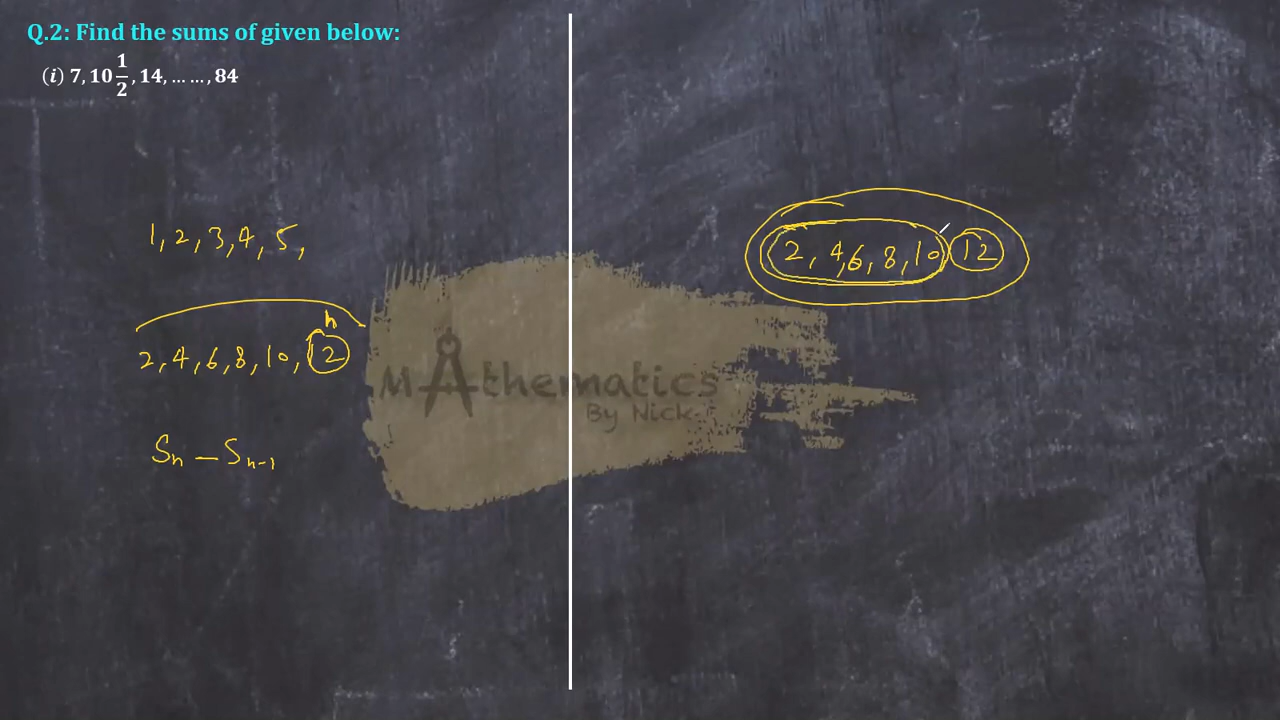 Q.2: Find the sums of given below:
(i) 7, 10 1/2, 14, ... ..., 84
1, 2, 3, 4, 5,
n
2, 4, 6, 8, 10, 12
Sn – Sn-1
2, 4, 6, 8, 10, 12
mAthematics
By Nick